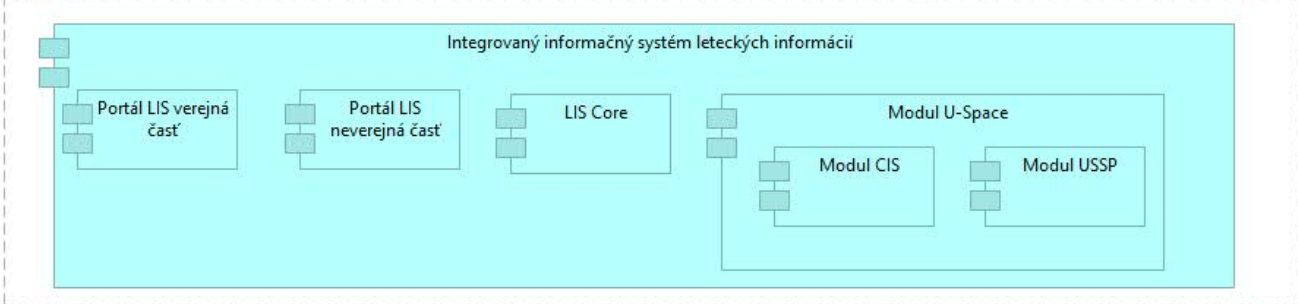 Integrovaný informačný systém leteckých informácií
Portál LIS verejná
časť
Portál LIS
neverejná časť
LIS Core
Modul U-Space
Modul CIS
Modul USSP